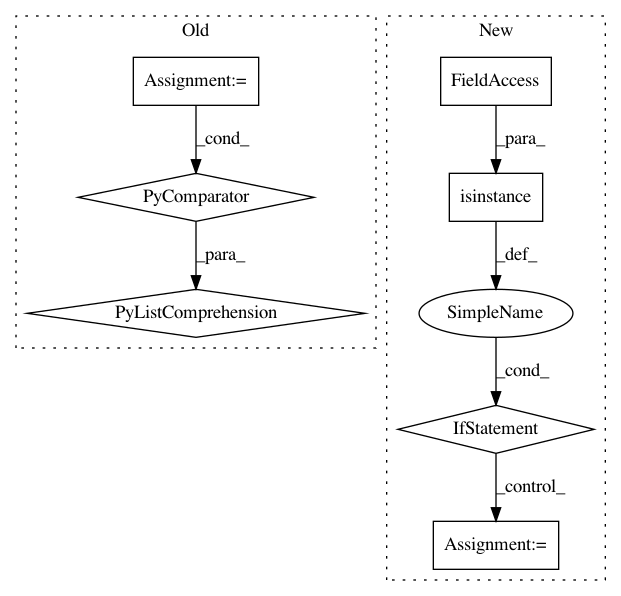 Old
Assignment:=
_cond_
PyComparator
_para_
PyListComprehension
New
FieldAccess
_para_
isinstance
_def_
SimpleName
_cond_
IfStatement
_control_
Assignment:=